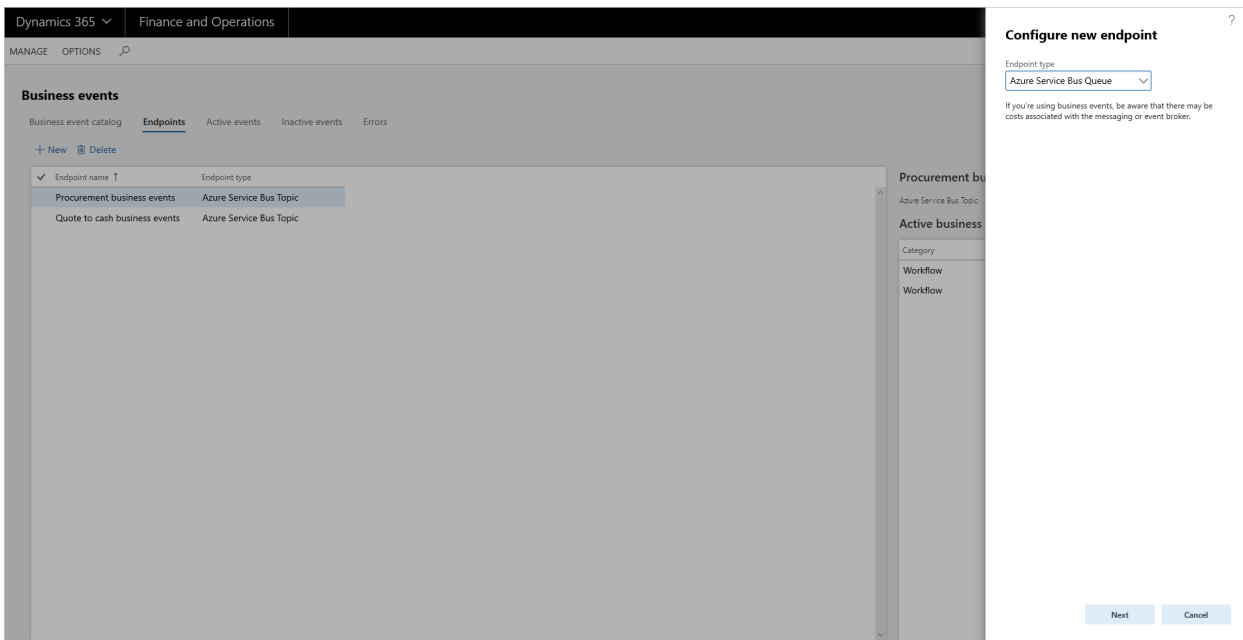 Dynamics 365 Finance and Operations
?
MANAGE OPTIONS
Business events
Business event catalog Endpoints Active events Inactive events Errors
New Delete
Endpoint name Endpoint type
Procurement business events Azure Service Bus Topic
Quote to cash business events Azure Service Bus Topic
Procurement bu
Azure Service Bus Topic
Active business
Category
Workflow
Workflow
Configure new endpoint
Endpoint type
Azure Service Bus Queue
If you're using business events, be aware that there may be
costs associated with the messaging or event broker.
Next Cancel